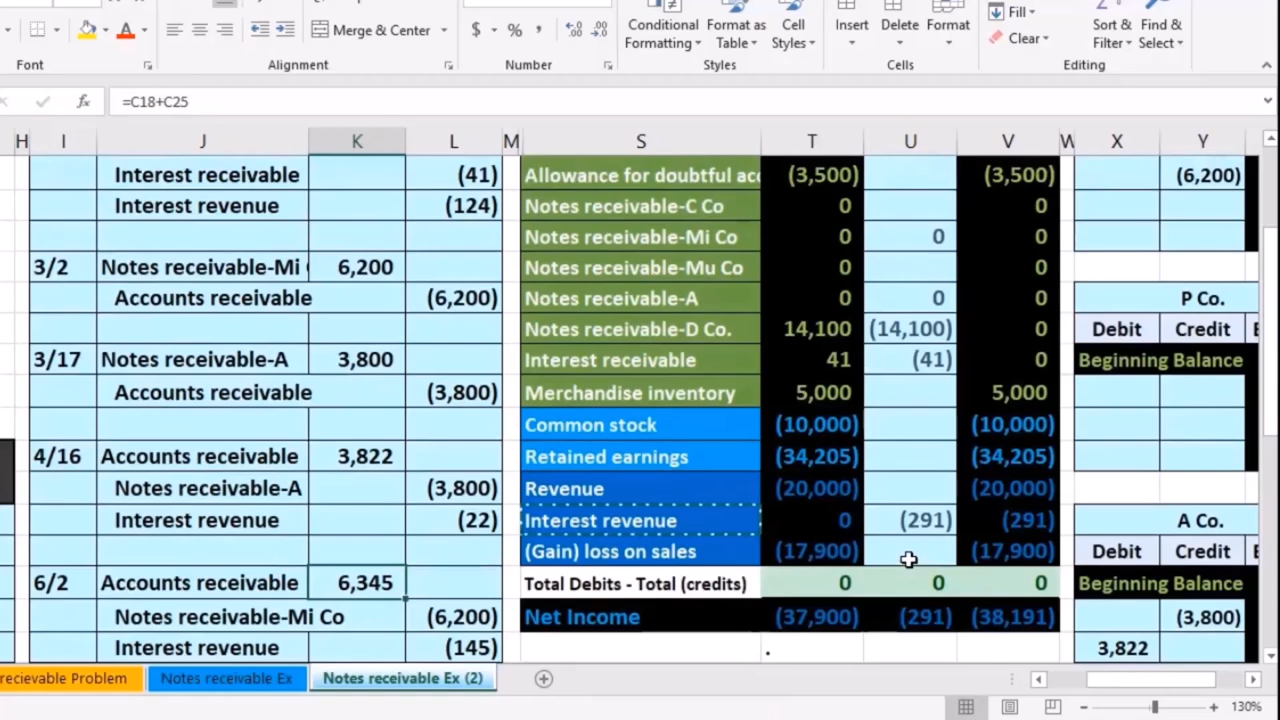 Merge & Center
$ % ,
Conditional Formatting
Format as Table
Cell Styles
Insert
Delete
Format
Fill
Clear
Sort & Filter
Find & Select
Font
Alignment
Number
Styles
Cells
Editing
fx =C18+C25
H I J K L M S T U V W X Y
Interest receivable (41) Allowance for doubtful acc (3,500) (3,500) (6,200)
Interest revenue (124) Notes receivable-C Co 0 0
Notes receivable-Mi Co 0 0 0
3/2 Notes receivable-Mi 6,200 Notes receivable-Mu Co 0 0
Accounts receivable (6,200) Notes receivable-A 0 0 0 P Co.
Notes receivable-D Co. 14,100 (14,100) 0 Debit Credit
3/17 Notes receivable-A 3,800 Interest receivable 41 (41) 0 Beginning Balance
Accounts receivable (3,800) Merchandise inventory 5,000 5,000
Common stock (10,000) (10,000)
4/16 Accounts receivable 3,822 Retained earnings (34,205) (34,205)
Notes receivable-A (3,800) Revenue (20,000) (20,000)
Interest revenue (22) Interest revenue 0 (291) (291) A Co.
(Gain) loss on sales (17,900) (17,900) Debit Credit
6/2 Accounts receivable 6,345 Total Debits - Total (credits) 0 0 0 Beginning Balance
Notes receivable-Mi Co (6,200) Net Income (37,900) (291) (38,191) (3,800)
Interest revenue (145) . 3,822
recievable Problem Notes receivable Ex Notes receivable Ex (2)
130%